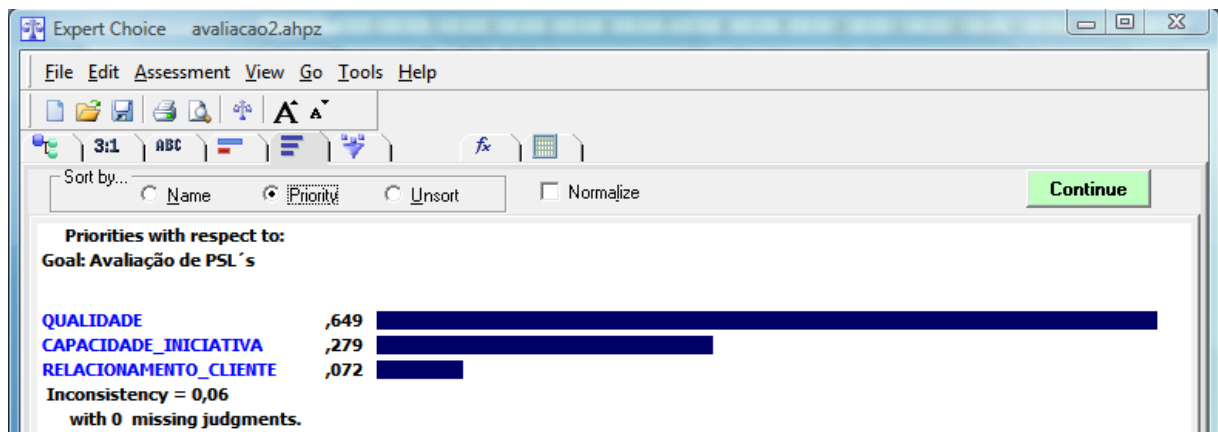 Expert Choice avaliacao2.ahpz
File Edit Assessment View Go Tools Help
A A
3:1 ABC fx
Sort by... Name Priority Unsort Normalize Continue
Priorities with respect to:
Goal: Avaliação de PSL´s
QUALIDADE ,649
CAPACIDADE_INICIATIVA ,279
RELACIONAMENTO_CLIENTE ,072
Inconsistency = 0,06
with 0 missing judgments.